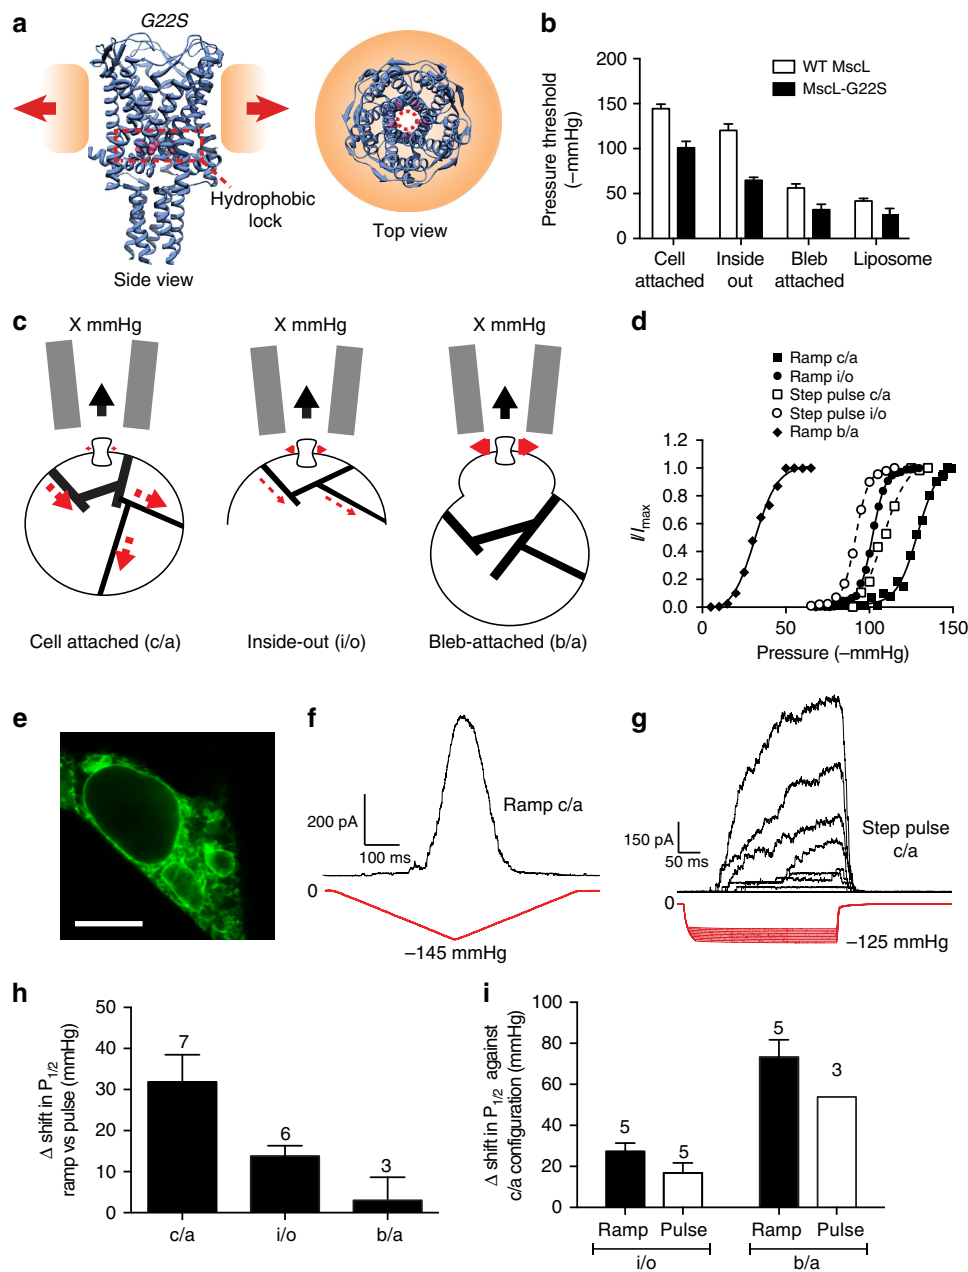 a
G22S
Hydrophobic
lock
Side view
Top view
b
Pressure threshold
(–mmHg)
200
150
100
50
0
WT MscL
MscL-G22S
Cell
attached
Inside
out
Bleb
attached
Liposome
c
X mmHg
X mmHg
X mmHg
Cell attached (c/a)
Inside-out (i/o)
Bleb-attached (b/a)
d
Ramp c/a
Ramp i/o
Step pulse c/a
Step pulse i/o
Ramp b/a
I/Imax
1.2
1.0
0.8
0.6
0.4
0.2
0.0
0
50
100
150
Pressure (–mmHg)
e
f
200 pA
100 ms
Ramp c/a
0
–145 mmHg
g
150 pA
50 ms
Step pulse
c/a
0
–125 mmHg
h
Δ shift in P1/2
ramp vs pulse (mmHg)
50
40
30
20
10
0
7
6
3
c/a
i/o
b/a
i
Δ shift in P1/2 against
c/a configuration (mmHg)
100
80
60
40
20
0
5
5
5
3
Ramp
Pulse
Ramp
Pulse
i/o
b/a